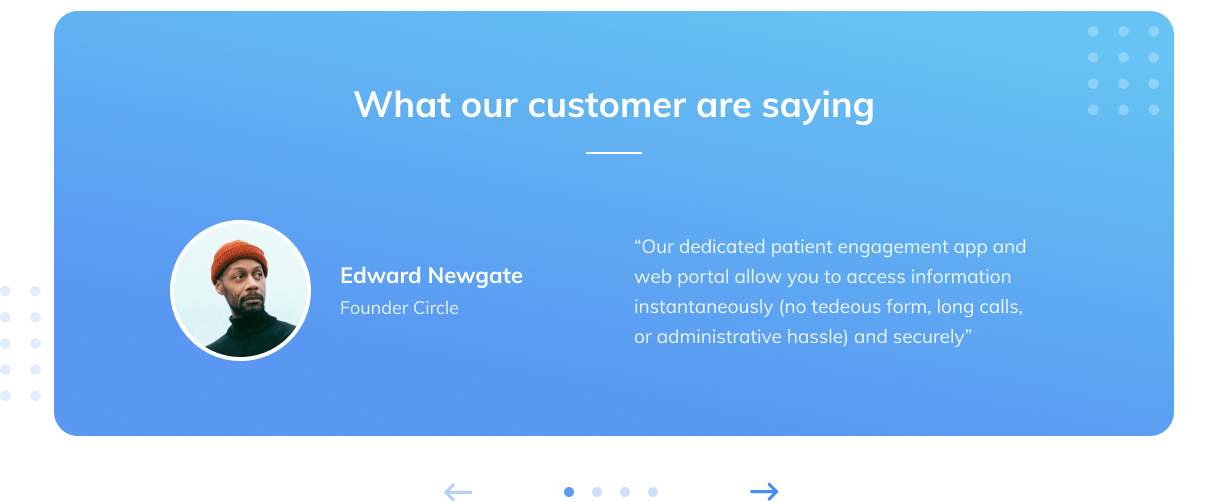 What our customer are saying
Edward Newgate
Founder Circle
“Our dedicated patient engagement app and
web portal allow you to access information
instantaneously (no tedeous form, long calls,
or administrative hassle) and securely”